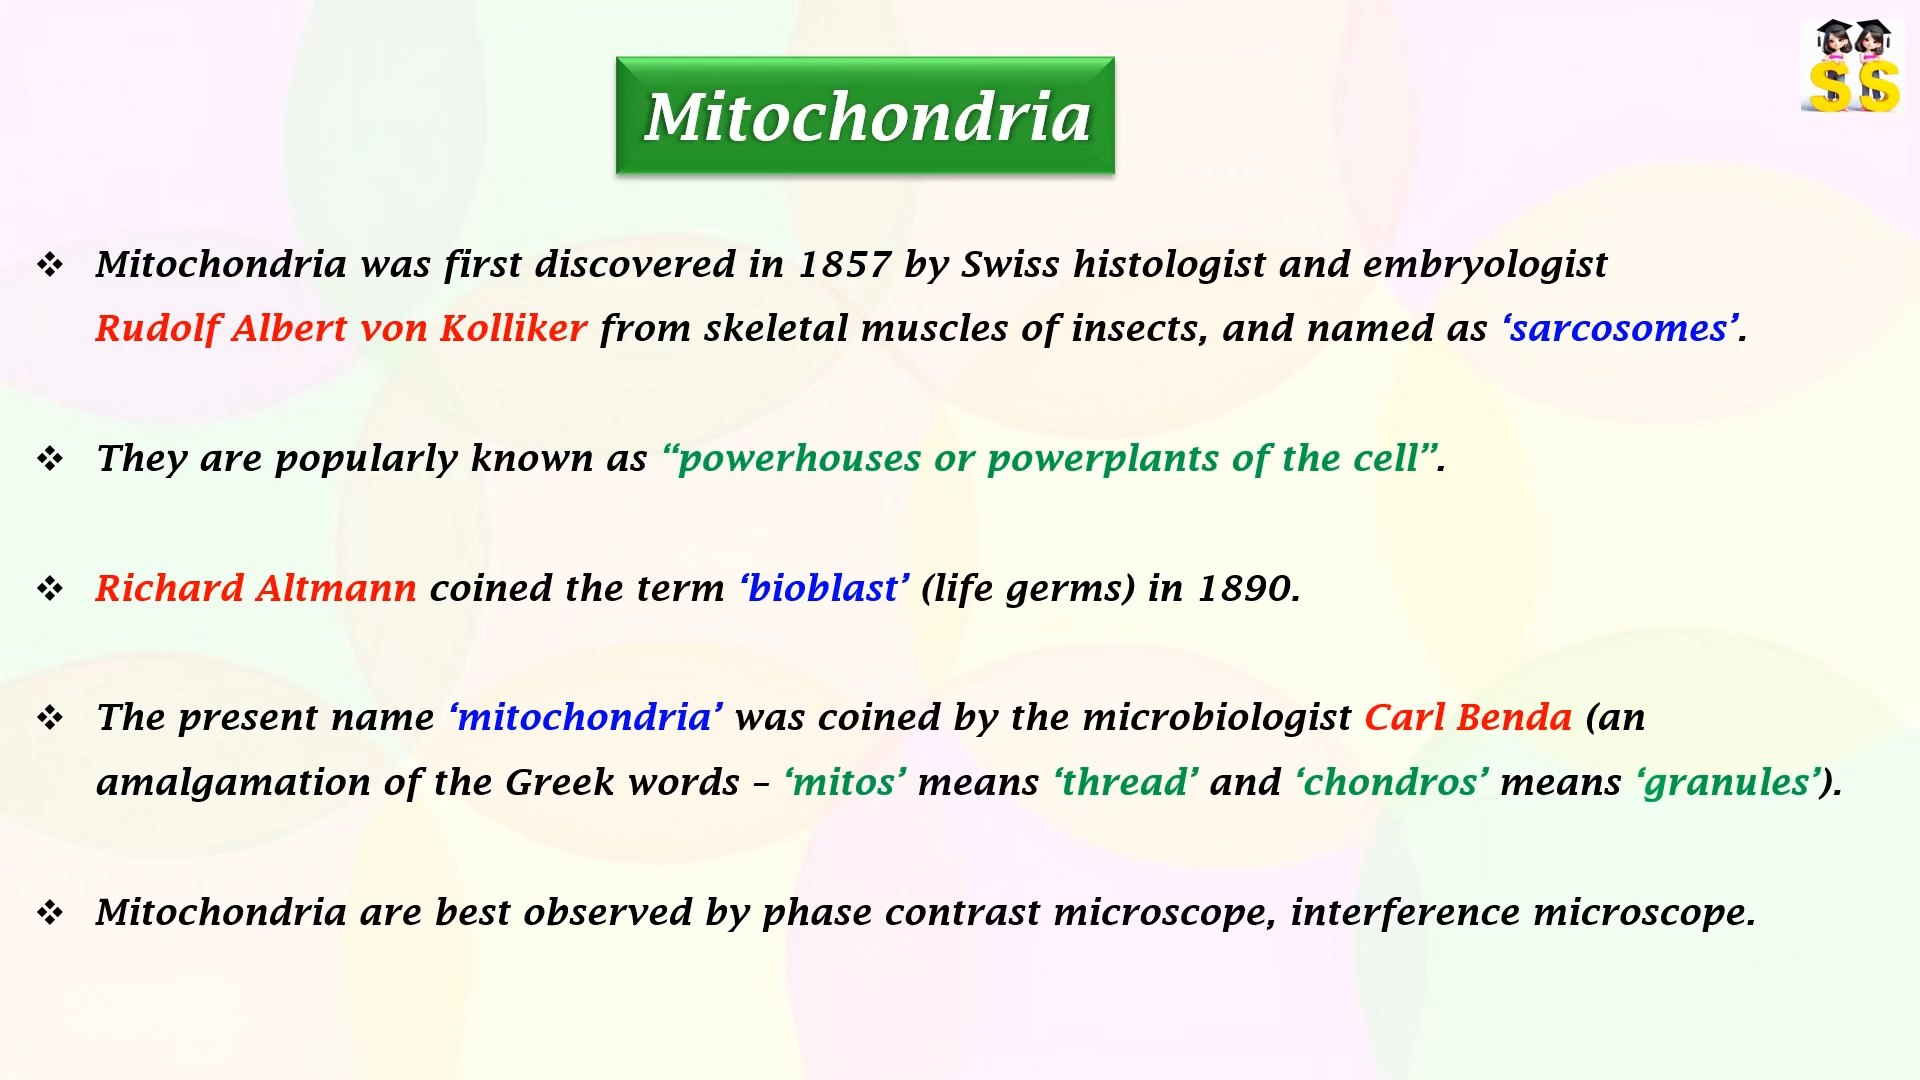 Mitochondria
SS
❖ Mitochondria was first discovered in 1857 by Swiss histologist and embryologist
Rudolf Albert von Kolliker from skeletal muscles of insects, and named as ‘sarcosomes’.
❖ They are popularly known as “powerhouses or powerplants of the cell”.
❖ Richard Altmann coined the term ‘bioblast’ (life germs) in 1890.
❖ The present name ‘mitochondria’ was coined by the microbiologist Carl Benda (an
amalgamation of the Greek words – ‘mitos’ means ‘thread’ and ‘chondros’ means ‘granules’).
❖ Mitochondria are best observed by phase contrast microscope, interference microscope.